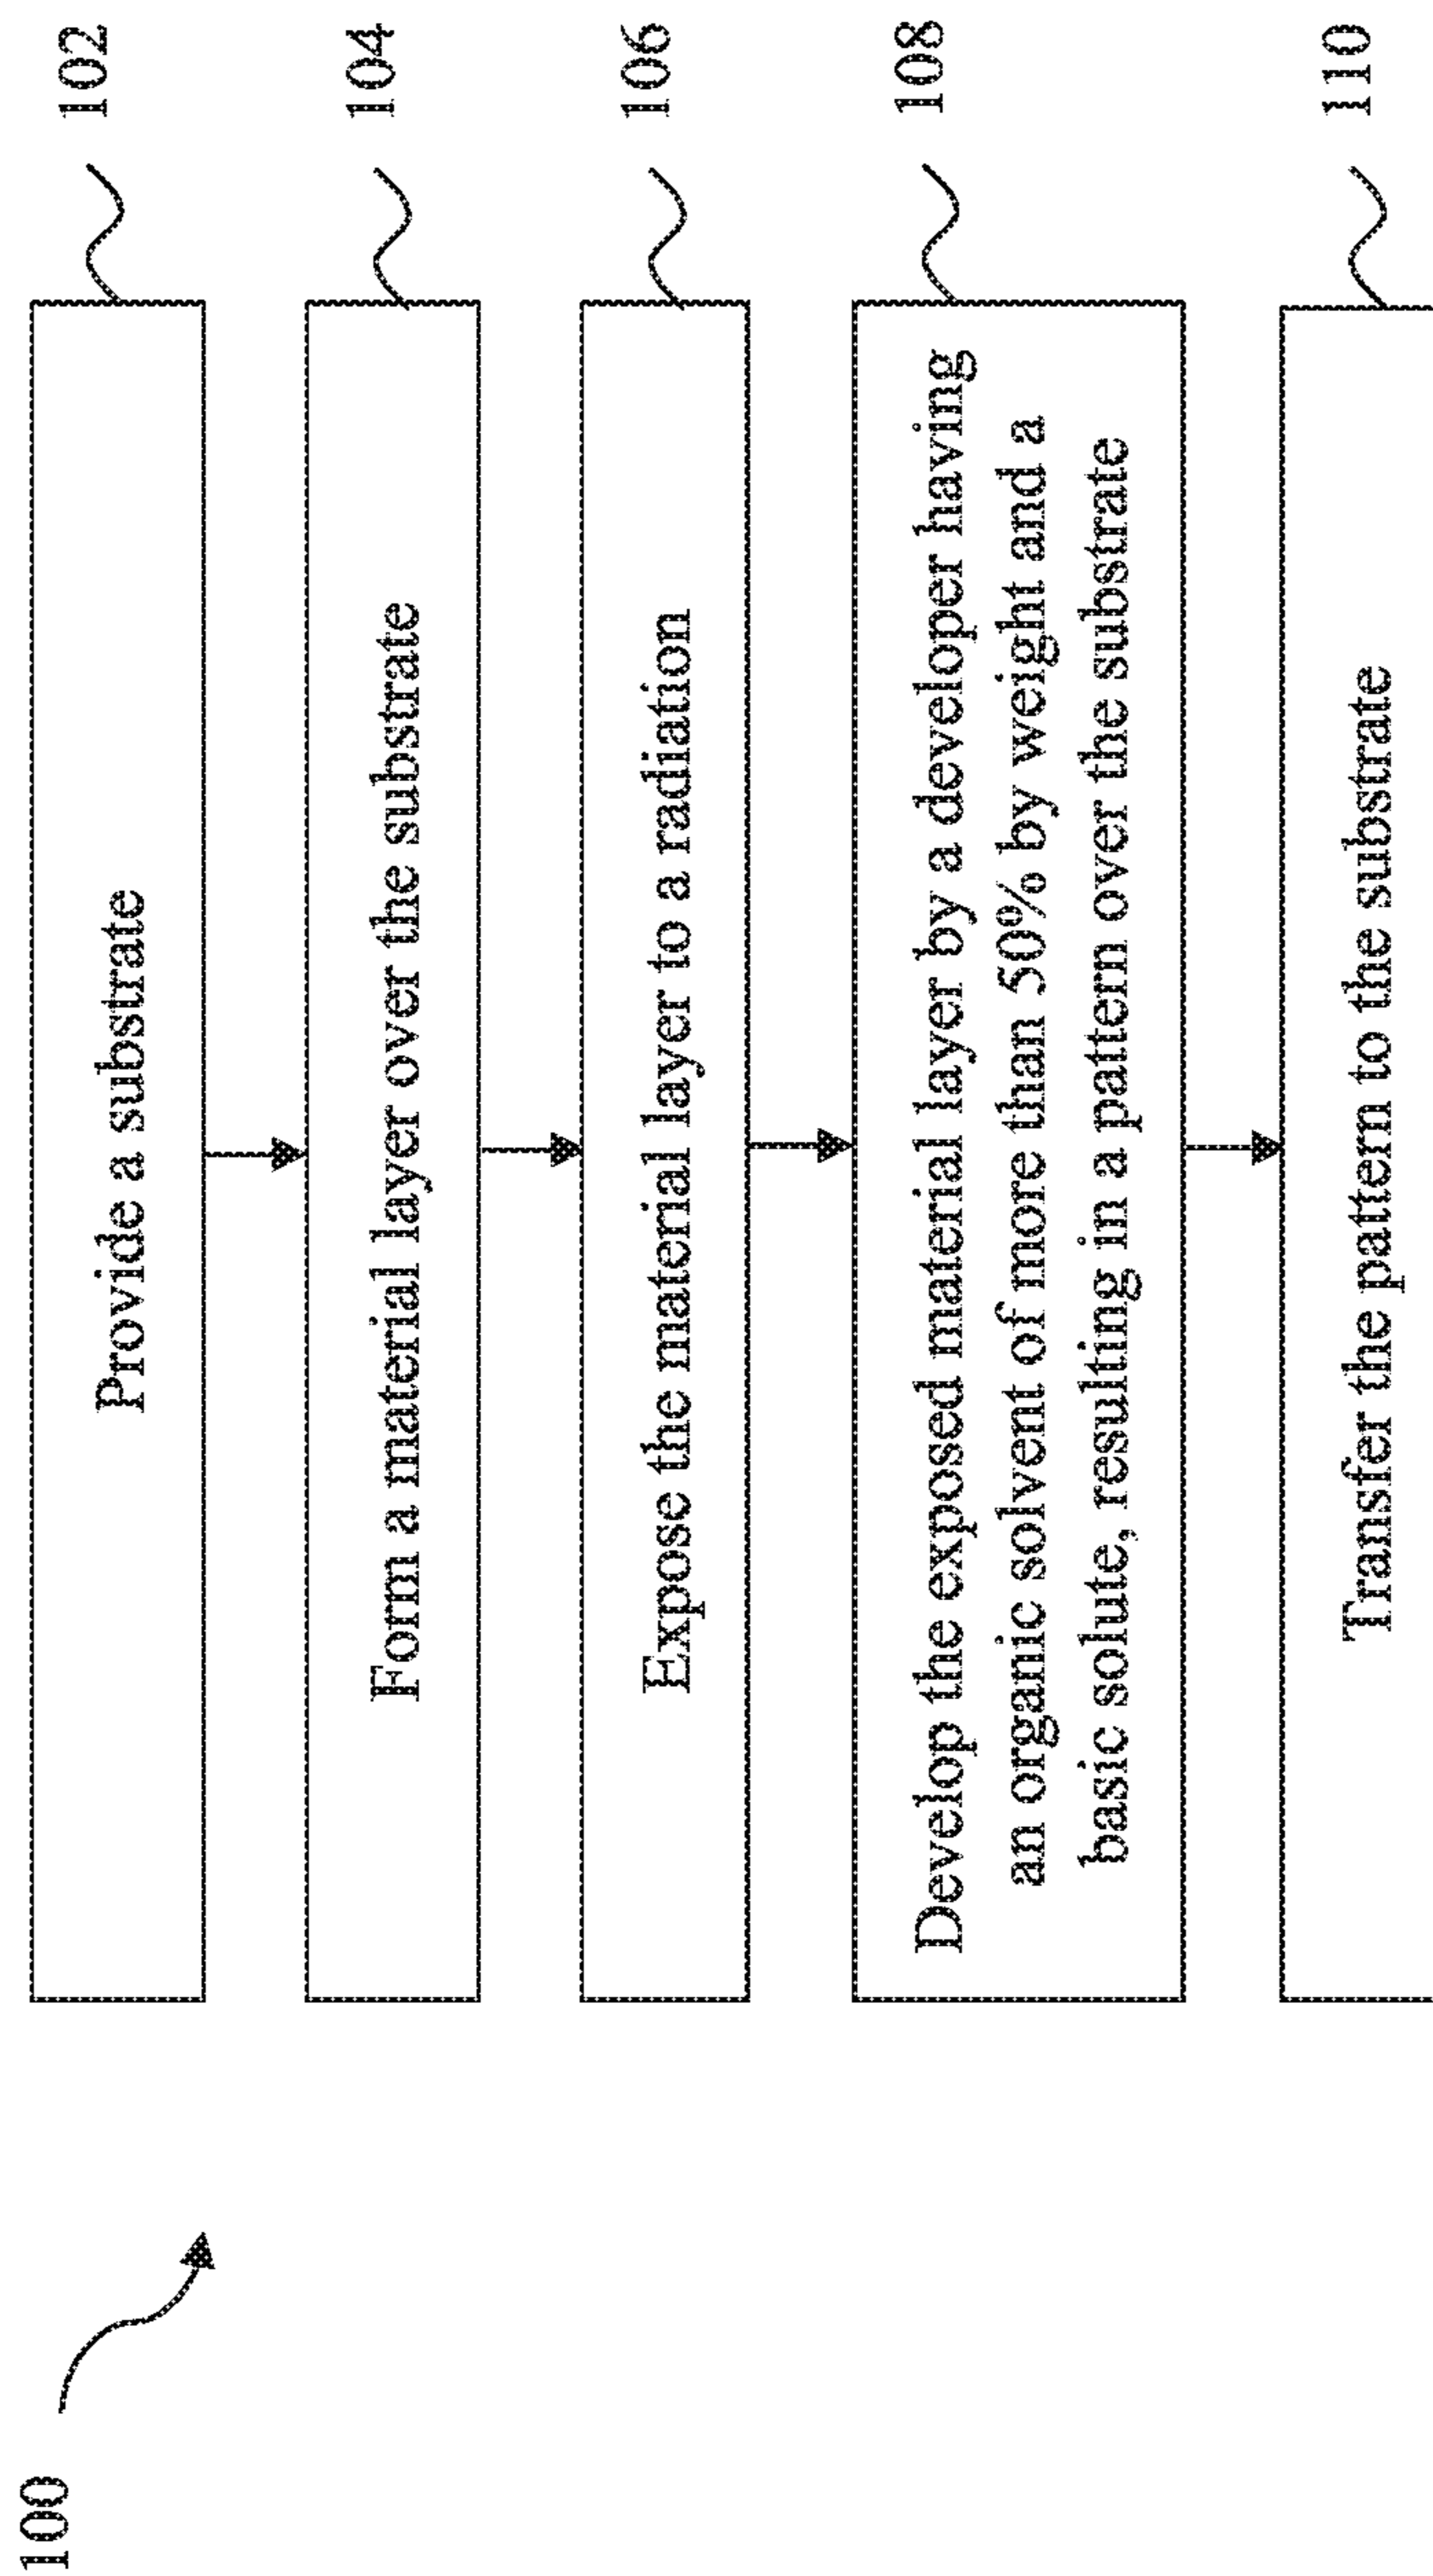 100
Provide a substrate
102
Form a material layer over the substrate
104
Expose the material layer to a radiation
106
Develop the exposed material layer by a developer having
an organic solvent of more than 50% by weight and a
basic solute, resulting in a pattern over the substrate
108
Transfer the pattern to the substrate
110